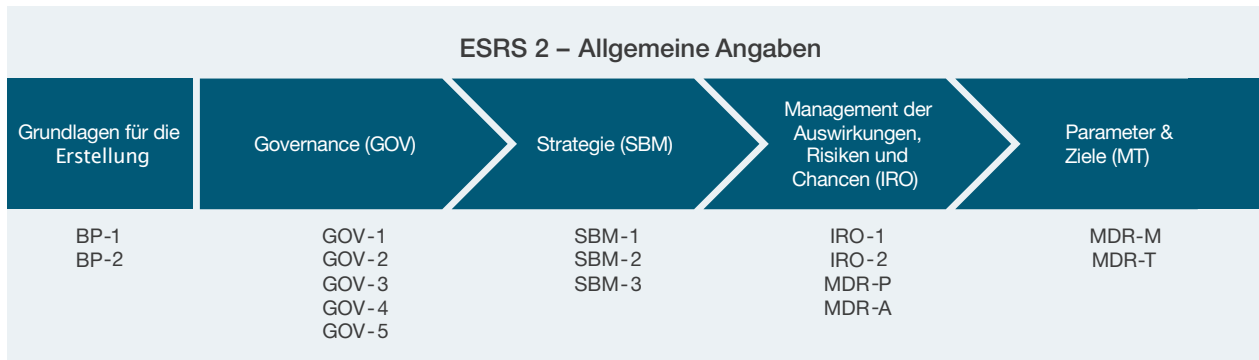 ESRS 2 – Allgemeine Angaben
Grundlagen für die
Erstellung
Governance (GOV)
Strategie (SBM)
Management der
Auswirkungen,
Risiken und
Chancen (IRO)
Parameter &
Ziele (MT)
BP-1
BP-2
GOV-1
GOV-2
GOV-3
GOV-4
GOV-5
SBM-1
SBM-2
SBM-3
IRO-1
IRO-2
MDR-P
MDR-A
MDR-M
MDR-T